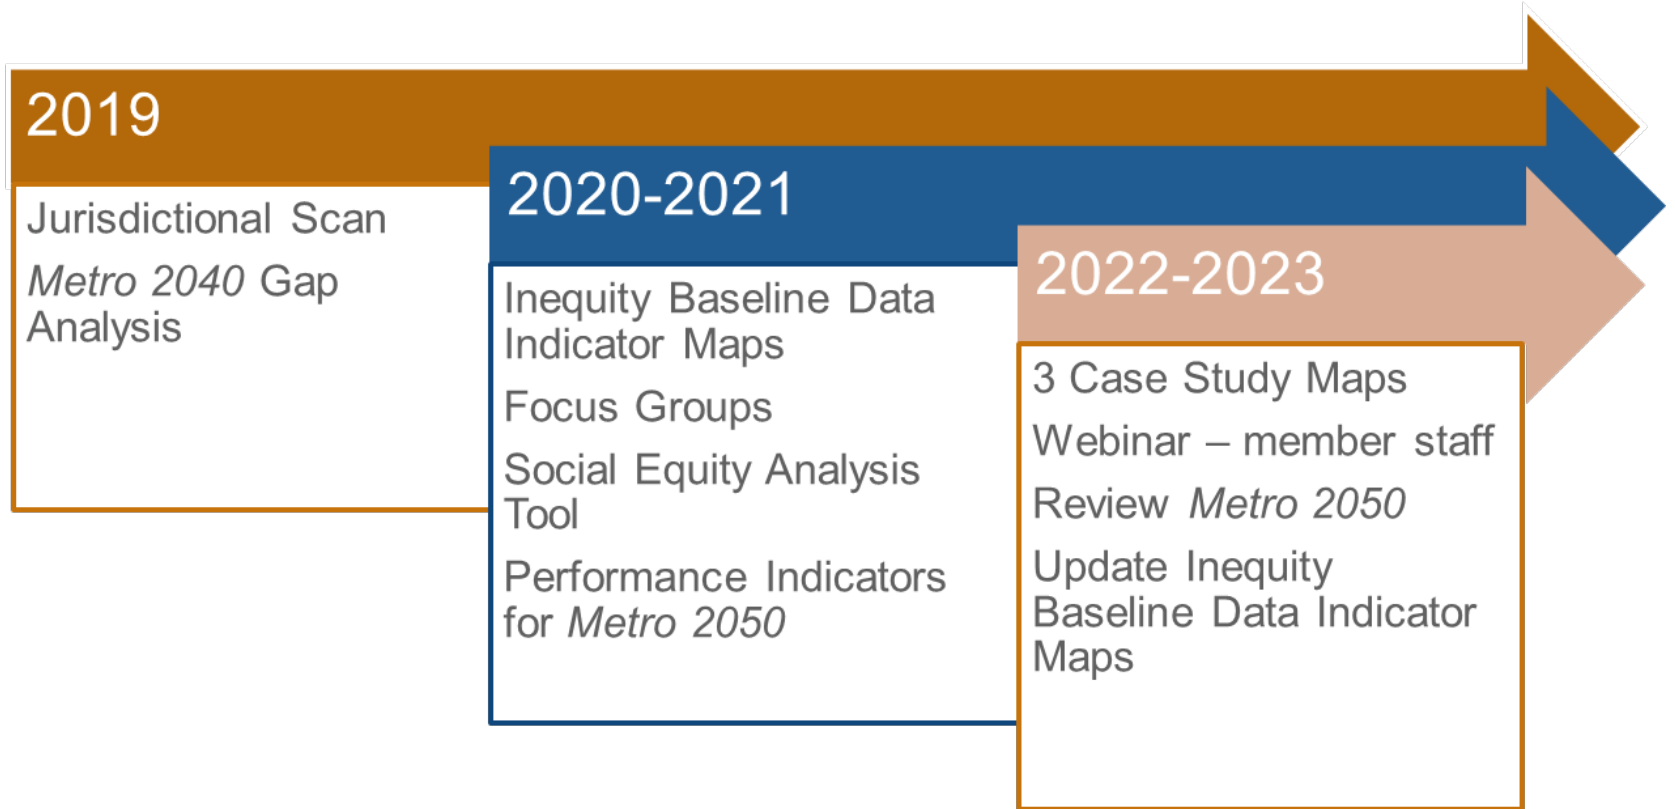 2019
Jurisdictional Scan
Metro 2040 Gap
Analysis
2020-2021
Inequity Baseline Data
Indicator Maps
Focus Groups
Social Equity Analysis
Tool
Performance Indicators
for Metro 2050
2022-2023
3 Case Study Maps
Webinar – member staff
Review Metro 2050
Update Inequity
Baseline Data Indicator
Maps